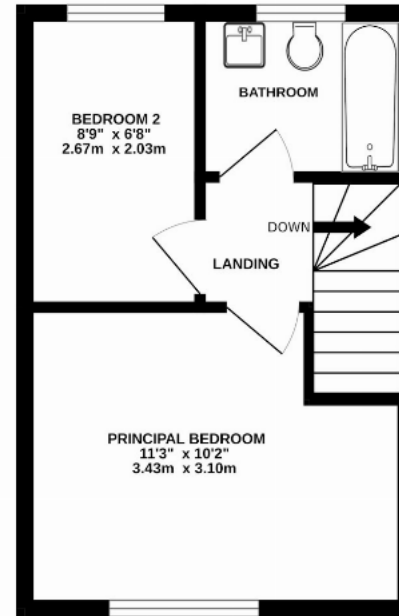 BEDROOM 2
8'9" x 6'8"
2.67m x 2.03m
BATHROOM
DOWN
LANDING
PRINCIPAL BEDROOM
11'3" x 10'2"
3.43m x 3.10m